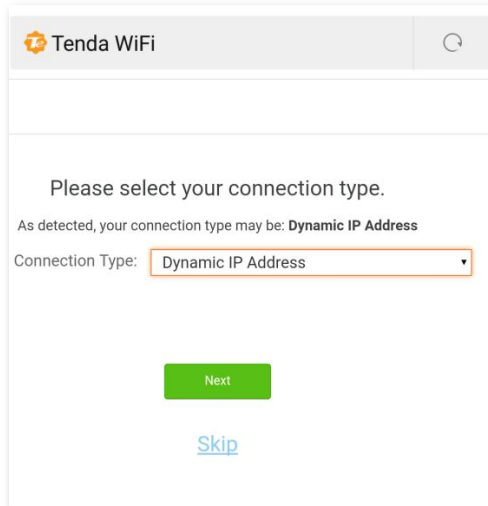 Tenda WiFi
Please select your connection type.
As detected, your connection type may be: Dynamic IP Address
Connection Type: Dynamic IP Address
Next
Skip